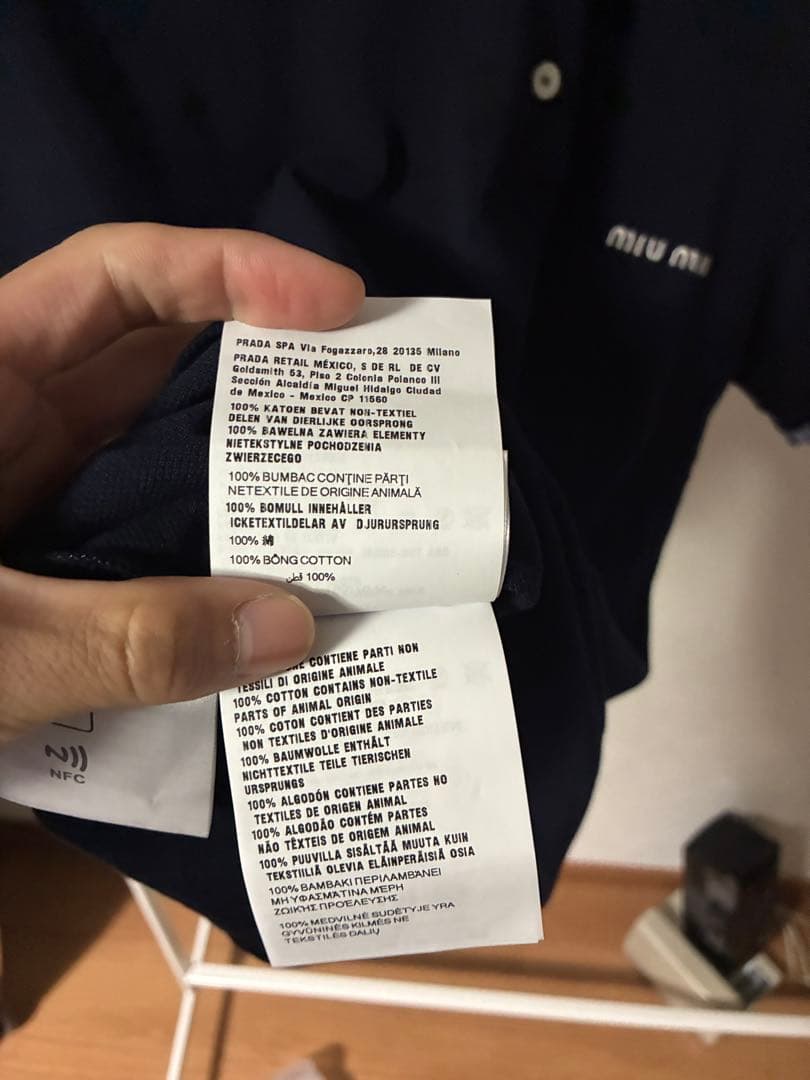 miu miu
PRADA SPA Via Fogazzaro,28 20135 Milano
PRADA RETAIL MÉXICO, S DE RL DE CV
Goldsmith 53, Piso 2 Colonia Polanco III
Sección Alcaldía Miguel Hidalgo Ciudad
de Mexico - Mexico CP 11560
100% KATOEN BEVAT NON-TEXTIEL
DELEN VAN DIERLIJKE OORSPRONG
100% BAWELNA ZAWIERA ELEMENTY
NIETEKSTYLNE POCHODZENIA
ZWIERZECEGO
100% BUMBAC CONŢINE PĂRŢI
NETEXTILE DE ORIGINE ANIMALĂ
100% BOMULL INNEHÅLLER
ICKETEXTILDELAR AV DJURURSPRUNG
100% 棉
100% BÔNG COTTON
100% قطن
CONTIENE PARTI NON
TESSILI DI ORIGINE ANIMALE
100% COTTON CONTAINS NON-TEXTILE
PARTS OF ANIMAL ORIGIN
100% COTON CONTIENT DES PARTIES
NON TEXTILES D'ORIGINE ANIMALE
100% BAUMWOLLE ENTHÄLT
NICHTTEXTILE TEILE TIERISCHEN
URSPRUNGS
100% ALGODÓN CONTIENE PARTES NO
TEXTILES DE ORIGEN ANIMAL
100% ALGODÃO CONTÉM PARTES
NÃO TÊXTEIS DE ORIGEM ANIMAL
100% PUUVILLA SISÄLTÄÄ MUUTA KUIN
TEKSTIILIÄ OLEVIA ELÄINPERÄISIÄ OSIA
100% ΒΑΜΒΑΚΙ ΠΕΡΙΛΑΜΒΑΝΕΙ
ΜΗ ΥΦΑΣΜΑΤΙΝΑ ΜΕΡΗ
ΖΩΙΚΗΣ ΠΡΟΕΛΕΥΣΗΣ
100% MEDVILNĖ SUDĖTYJE YRA
GYVŪNINĖS KILMĖS NE
TEKSTILĖS DALIŲ
NFC